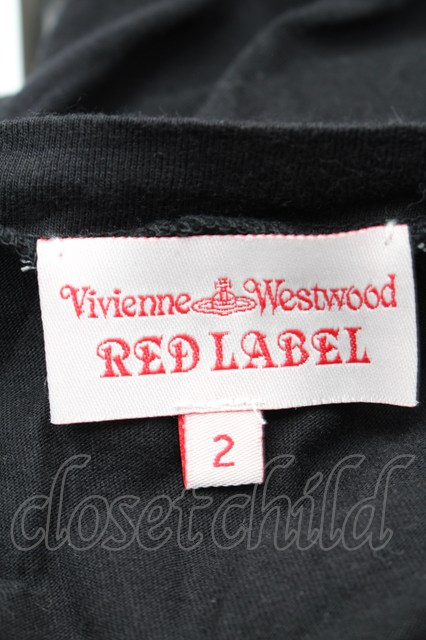 Vivienne Westwood
RED LABEL
2
closetchild